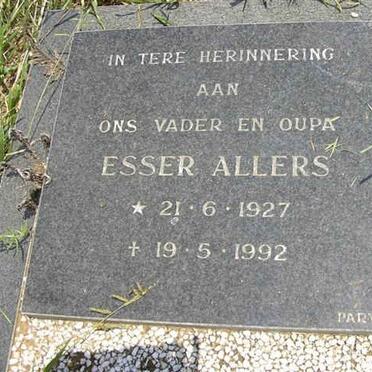 IN TERE HERINNERING
AAN
ONS VADER EN OUPA
ESSER ALLERS
★ 21·6·1927
✝ 19·5·1992